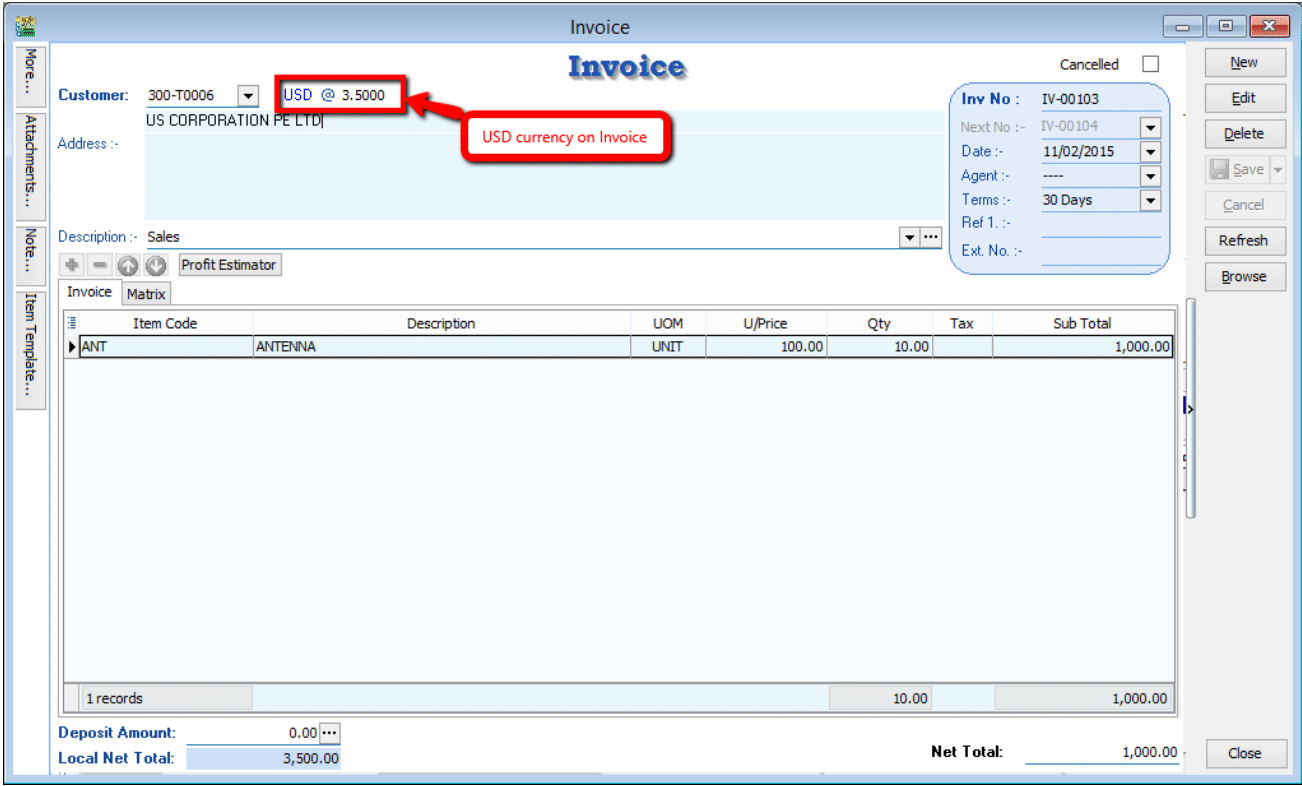 Invoice
Invoice
Cancelled
Customer: 300-T0006 USD @ 3.5000
US CORPORATION PE LTD
USD currency on Invoice
Address :-
Inv No : IV-00103
Next No :- IV-00104
Date :- 11/02/2015
Agent :- ----
Terms :- 30 Days
Ref 1. :-
Ext. No. :-
Description :- Sales
Profit Estimator
Invoice Matrix
Item Code Description UOM U/Price Qty Tax Sub Total
ANT ANTENNA UNIT 100.00 10.00 1,000.00
1 records 10.00 1,000.00
Deposit Amount: 0.00
Local Net Total: 3,500.00
Net Total: 1,000.00
More...
Attachments...
Note...
Item Template...
New
Edit
Delete
Save
Cancel
Refresh
Browse
Close